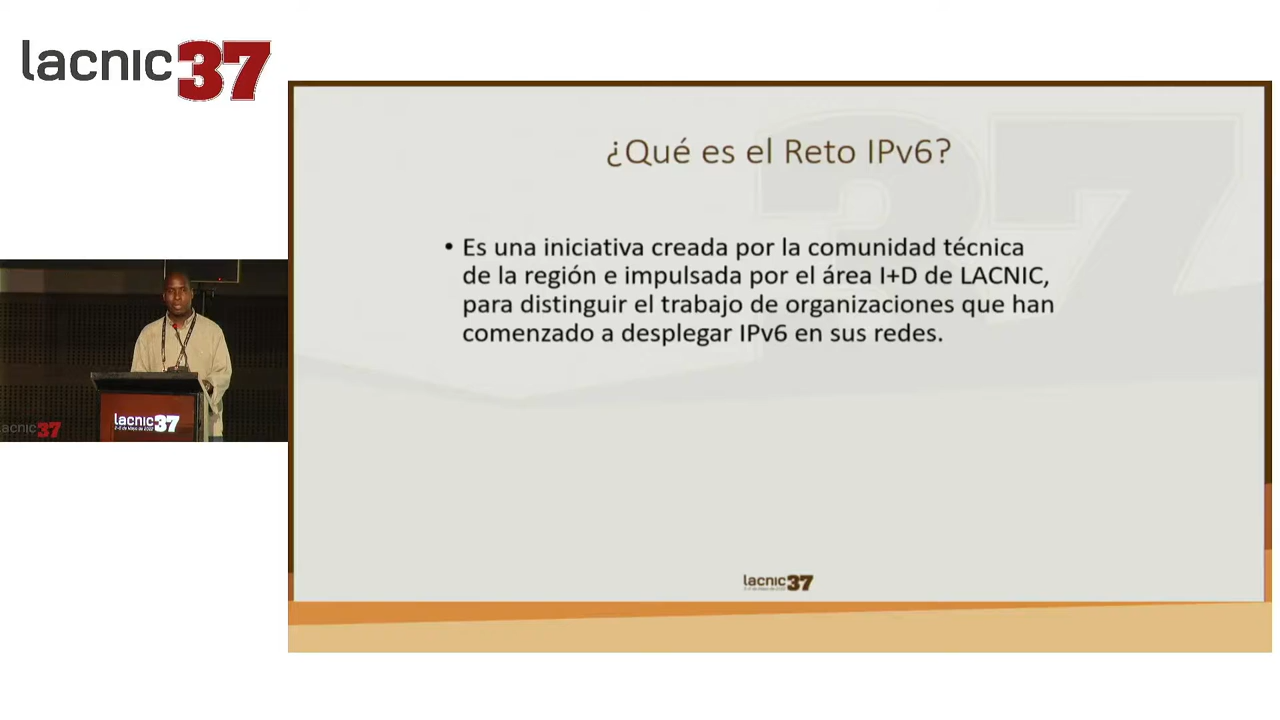 lacnic37
¿Qué es el Reto IPv6?
• Es una iniciativa creada por la comunidad técnica
de la región e impulsada por el área I+D de LACNIC,
para distinguir el trabajo de organizaciones que han
comenzado a desplegar IPv6 en sus redes.
lacnic37
lacnic37
lacnic37